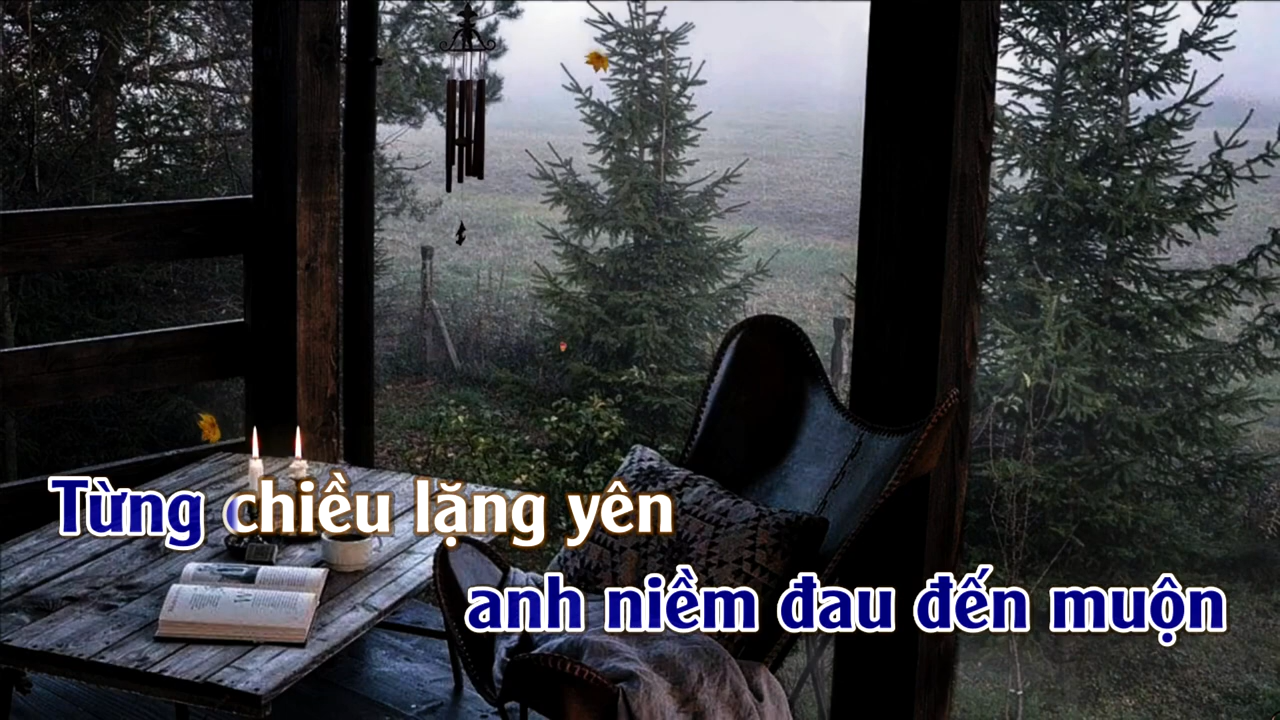 Từng chiều lặng yên
anh niềm đau đến muộn